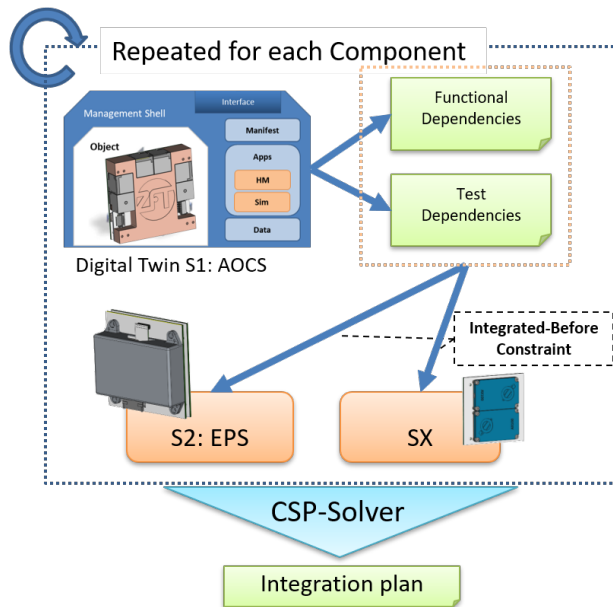 Repeated for each Component
Interface
Management Shell
Manifest
Object
Apps
HM
Sim
Data
ZFT
Functional
Dependencies
Test
Dependencies
Digital Twin S1: AOCS
Integrated-Before
Constraint
S2: EPS
SX
CSP-Solver
Integration plan